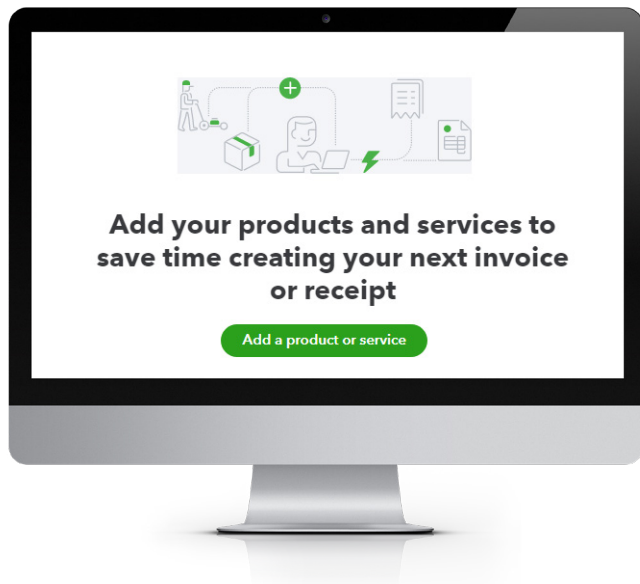 Add your products and services to
save time creating your next invoice
or receipt
Add a product or service